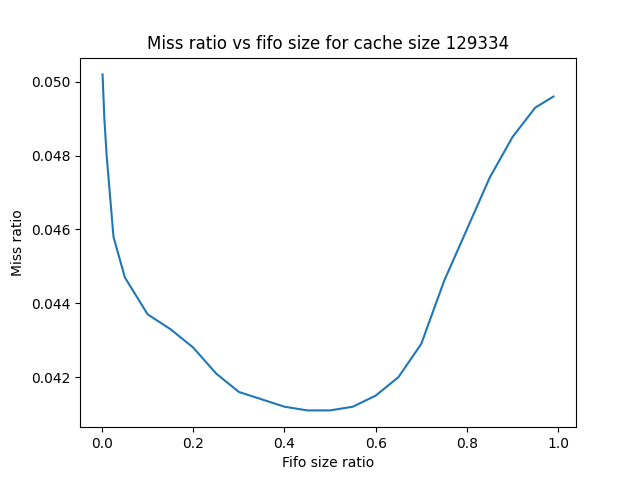 Miss ratio vs fifo size for cache size 129334
0.050
0.048
0.046
0.044
0.042
Miss ratio
0.0 0.2 0.4 0.6 0.8 1.0
Fifo size ratio